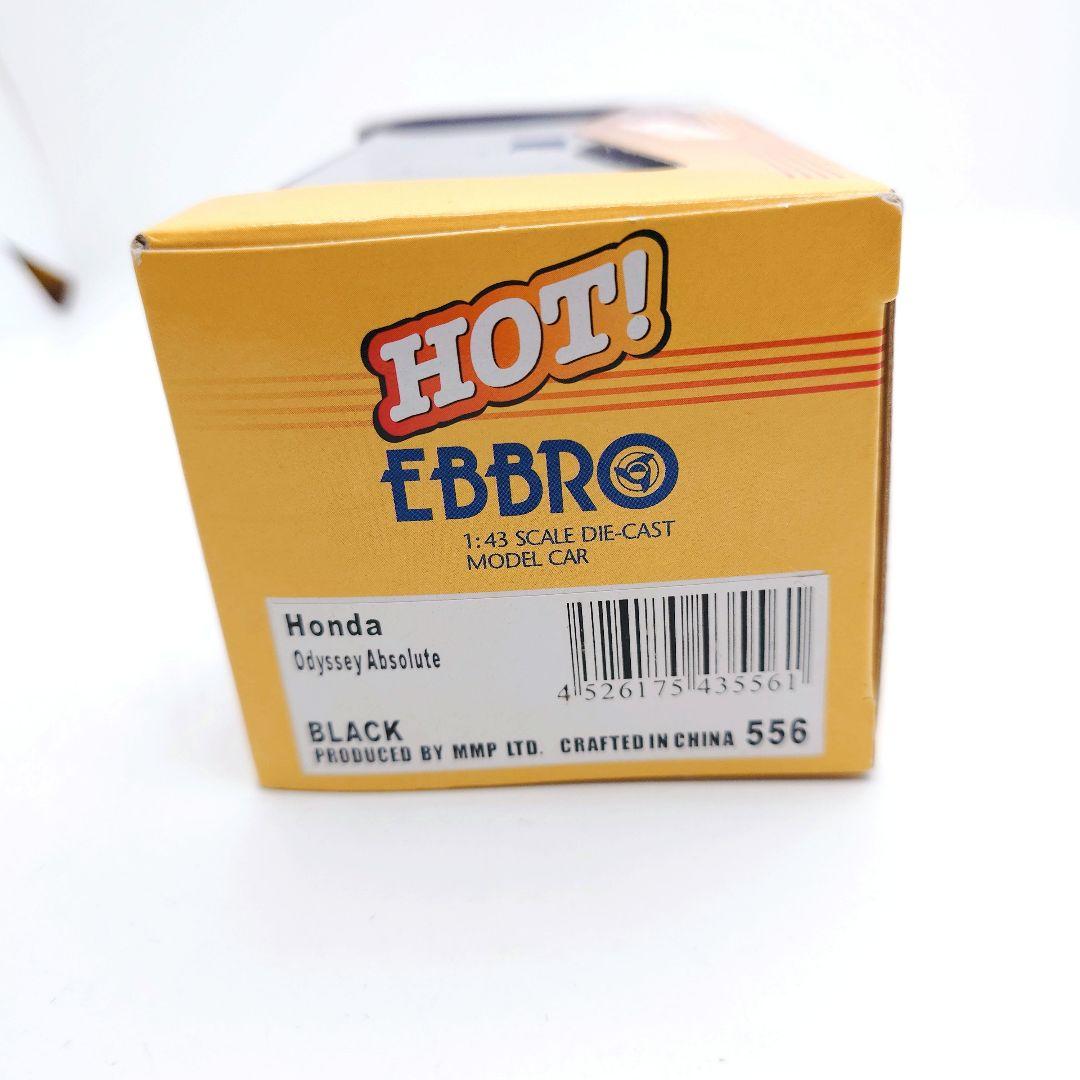 HOT!
EBBRO
1:43 SCALE DIE-CAST
MODEL CAR
Honda
Odyssey Absolute
4 526175 435561
BLACK
PRODUCED BY MMP LTD. CRAFTED IN CHINA 556